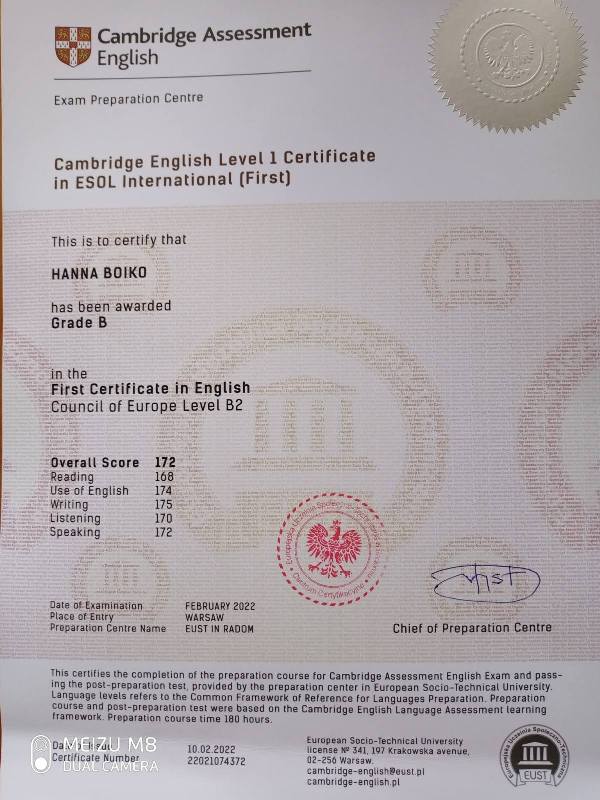 Cambridge Assessment
English
Exam Preparation Centre
Cambridge English Level 1 Certificate
in ESOL International (First)
This is to certify that
HANNA BOIKO
has been awarded
Grade B
in the
First Certificate in English
Council of Europe Level B2
Overall Score 172
Reading 168
Use of English 174
Writing 175
Listening 170
Speaking 172
Date of Examination FEBRUARY 2022
Place of Entry WARSAW
Preparation Centre Name EUST IN RADOM
Chief of Preparation Centre
This certifies the completion of the preparation course for Cambridge Assessment English Exam and pass-
ing the post-preparation test, provided by the preparation center in European Socio-Technical University.
Language levels refers to the Common Framework of Reference for Languages Preparation. Preparation
course and post-preparation test were based on the Cambridge English Language Assessment learning
framework. Preparation course time 180 hours.
Date of Issue 10.02.2022
Certificate Number 22021074372
European Socio-Technical University
license № 341, 197 Krakowska avenue,
02-256 Warsaw.
cambridge-english@eust.pl
cambridge-english.pl
EUST
MEIZU M8
DUAL CAMERA